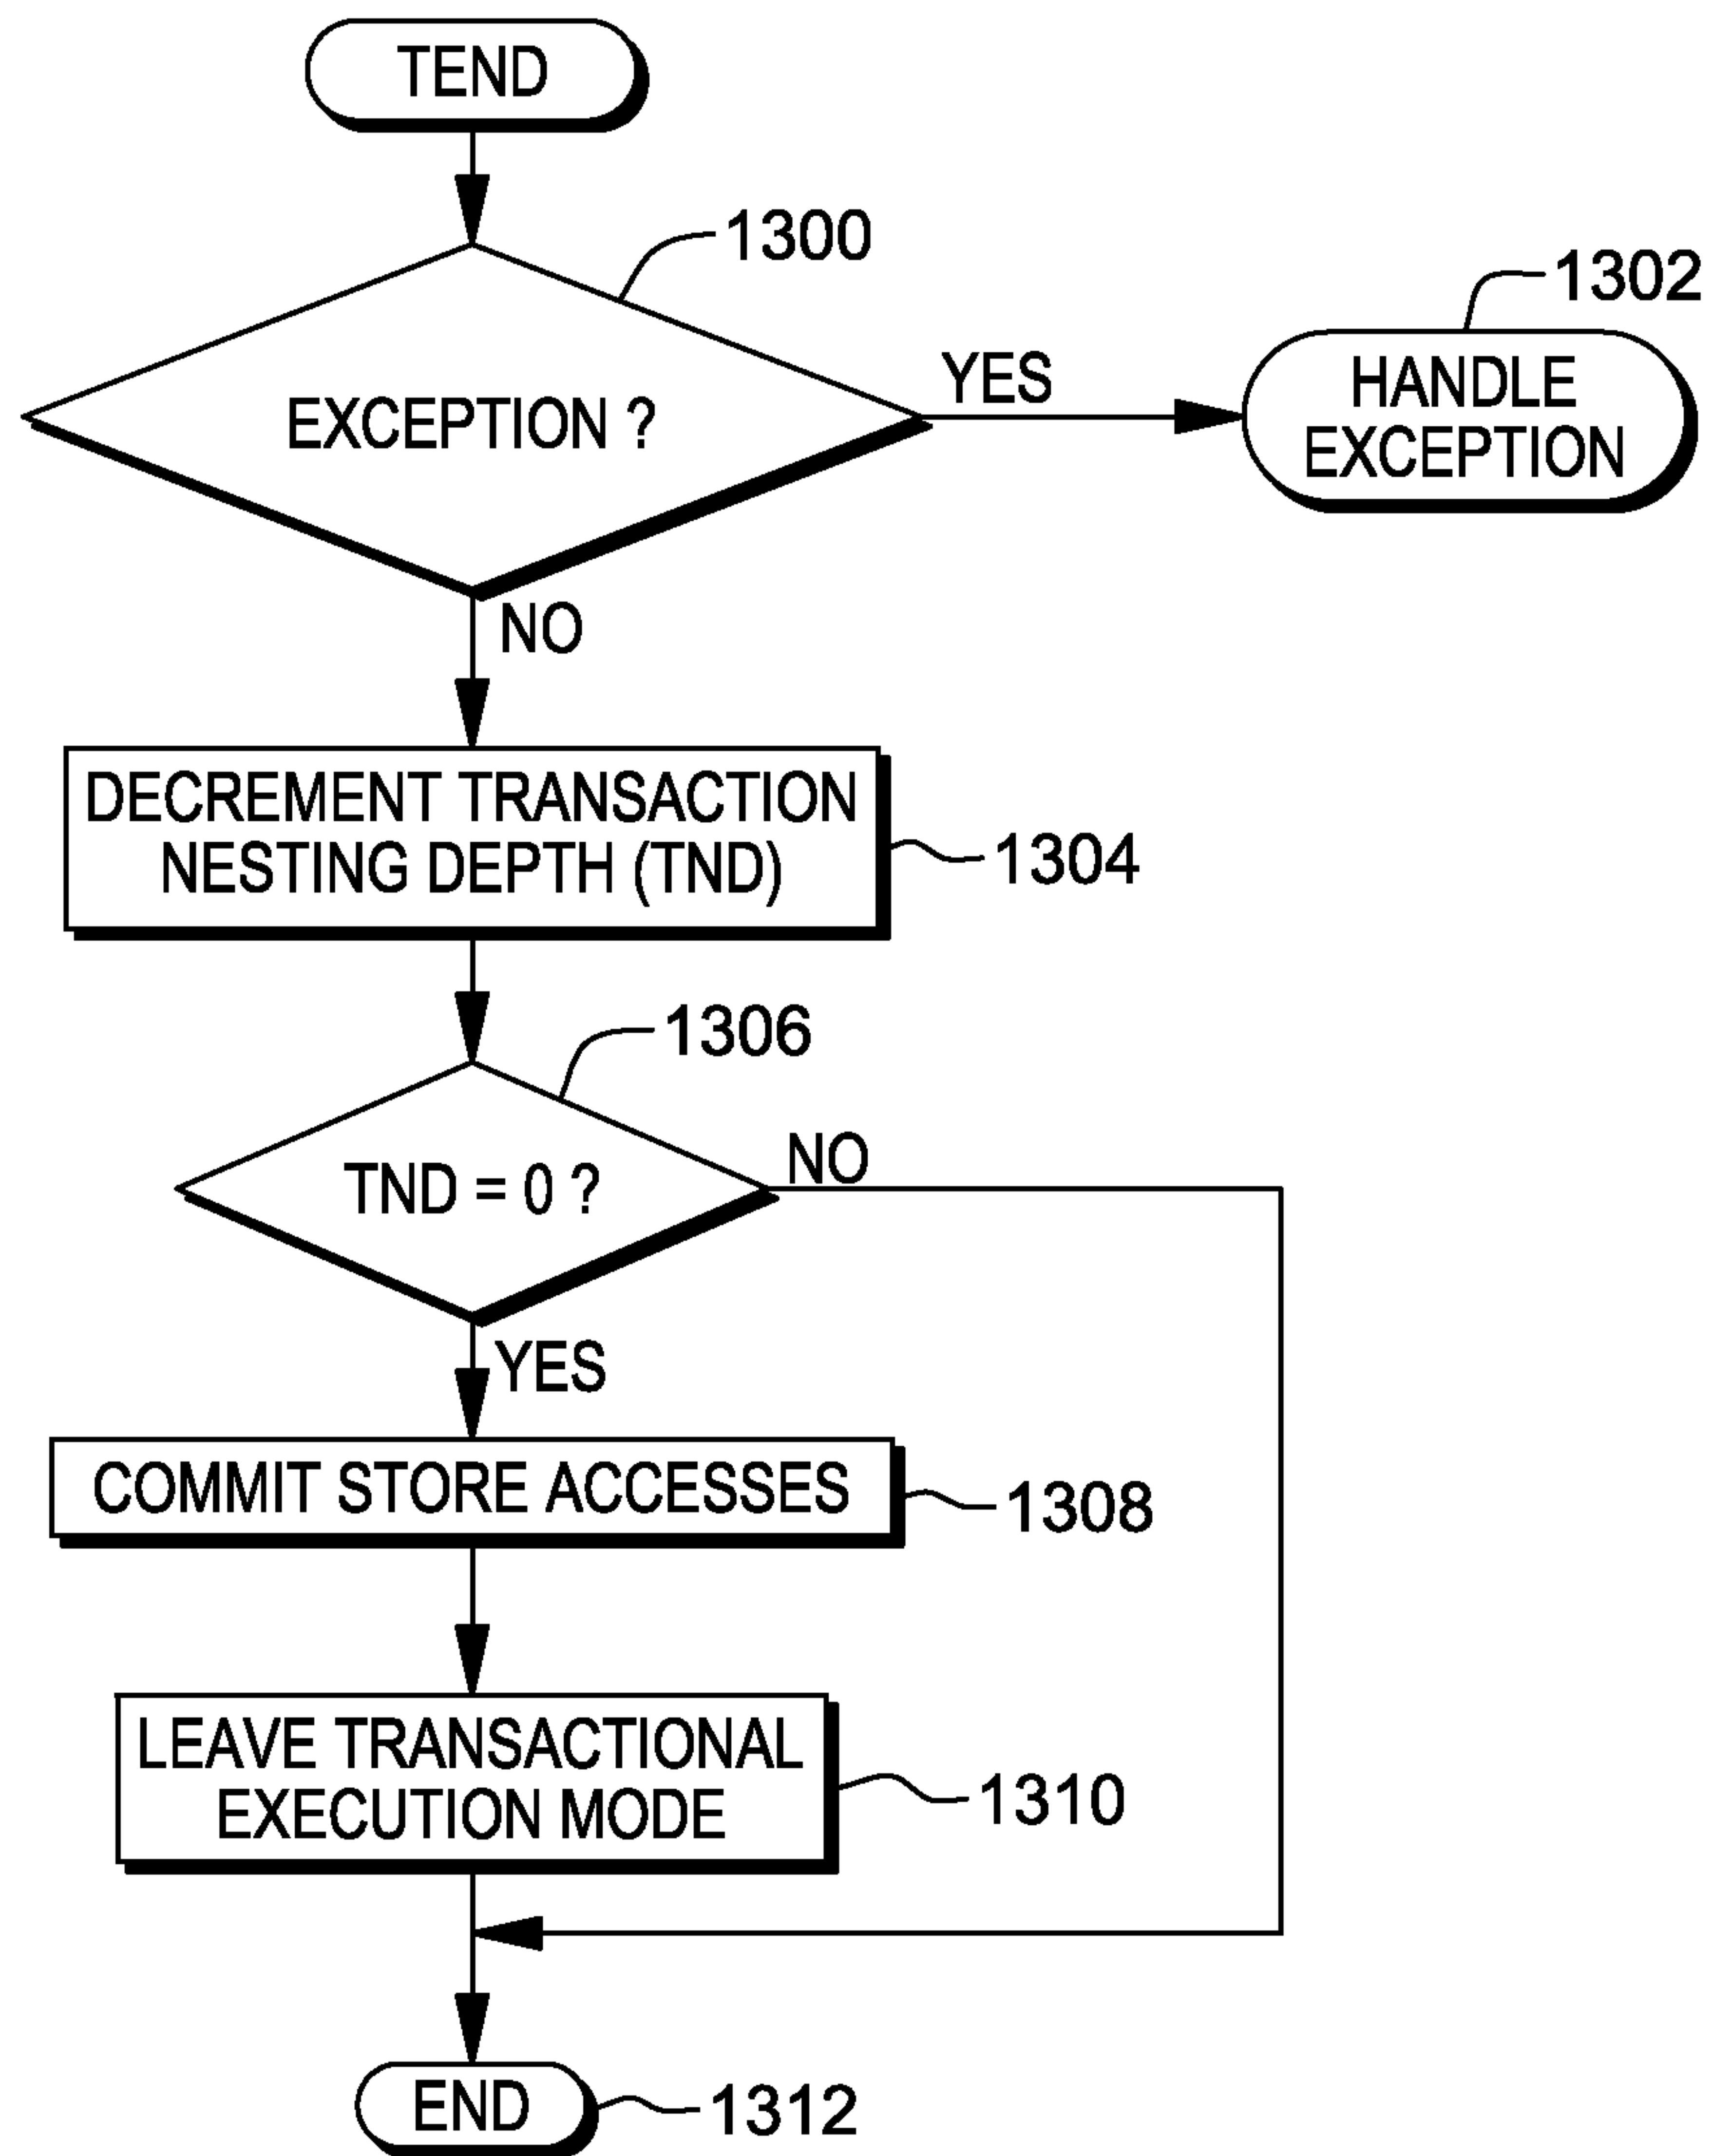 TEND
1300
1302
EXCEPTION ?
YES
HANDLE
EXCEPTION
NO
DECREMENT TRANSACTION
NESTING DEPTH (TND)
1304
1306
TND = 0 ?
NO
YES
COMMIT STORE ACCESSES
1308
LEAVE TRANSACTIONAL
EXECUTION MODE
1310
END
1312